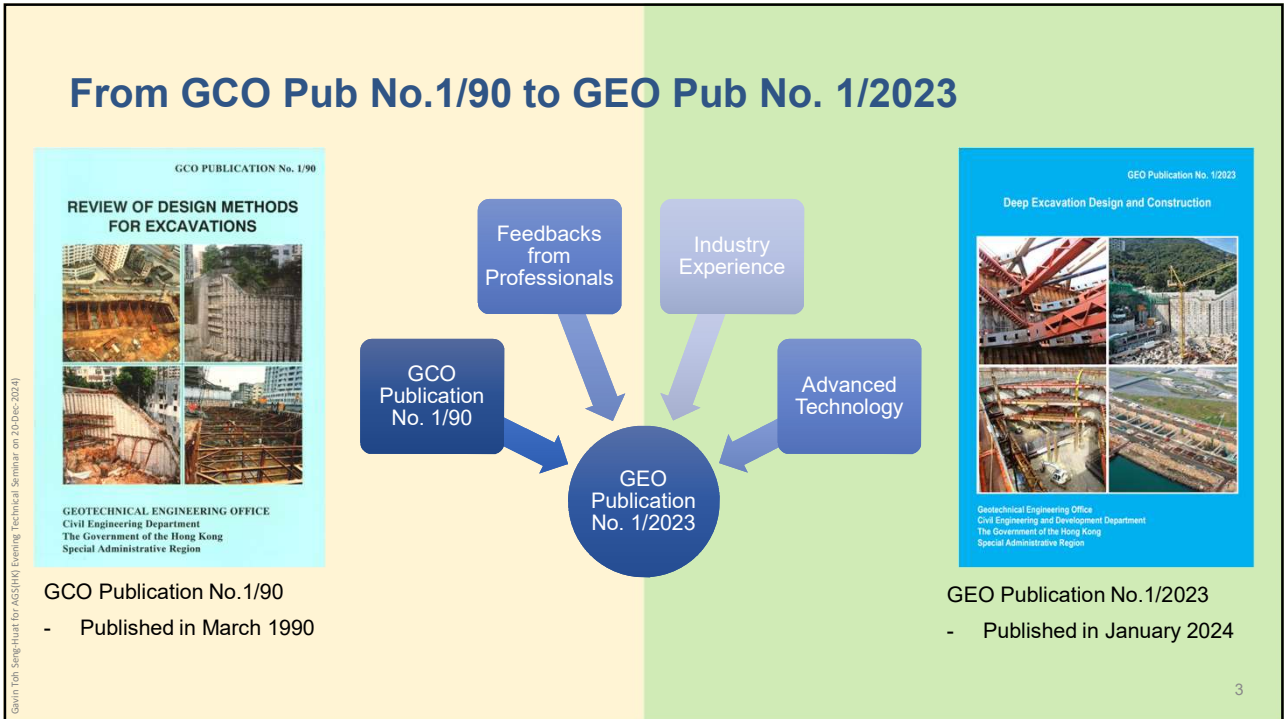 From GCO Pub No.1/90 to GEO Pub No. 1/2023
GCO PUBLICATION No. 1/90
REVIEW OF DESIGN METHODS
FOR EXCAVATIONS
GEOTECHNICAL ENGINEERING OFFICE
Civil Engineering Department
The Government of the Hong Kong
Special Administrative Region
GCO Publication No.1/90
- Published in March 1990
GCO
Publication
No. 1/90
Feedbacks
from
Professionals
Industry
Experience
Advanced
Technology
GEO
Publication
No. 1/2023
GEO Publication No. 1/2023
Deep Excavation Design and Construction
Geotechnical Engineering Office
Civil Engineering and Development Department
The Government of the Hong Kong
Special Administrative Region
GEO Publication No.1/2023
- Published in January 2024
Gavin Toh Seng-Huat for AGS(HK) Evening Technical Seminar on 20-Dec-2024)
3